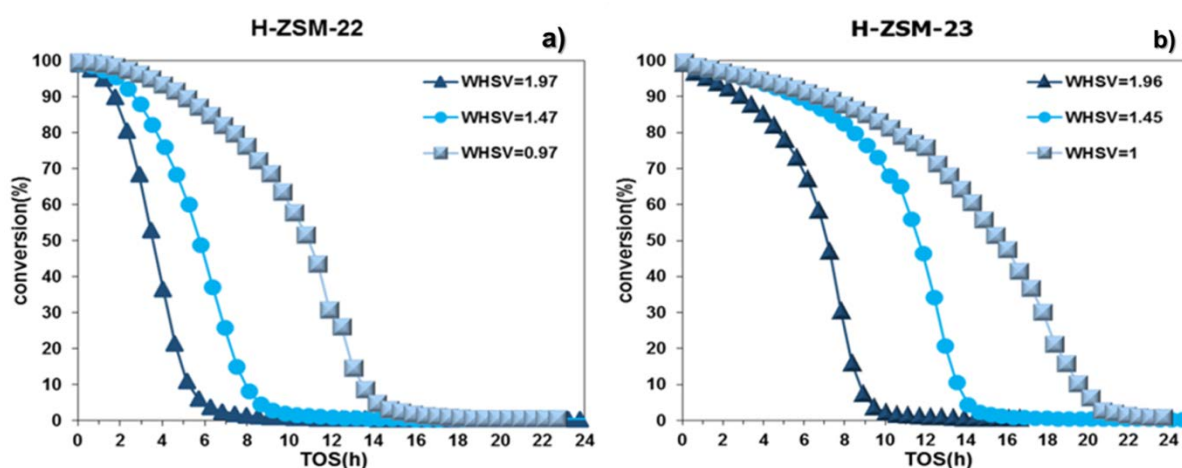 H-ZSM-22
a)
WHSV=1.97
WHSV=1.47
WHSV=0.97
conversion(%)
100
90
80
70
60
50
40
30
20
10
0
0 2 4 6 8 10 12 14 16 18 20 22 24
TOS(h)
H-ZSM-23
b)
WHSV=1.96
WHSV=1.45
WHSV=1
conversion(%)
100
90
80
70
60
50
40
30
20
10
0
0 2 4 6 8 10 12 14 16 18 20 22 24
TOS(h)